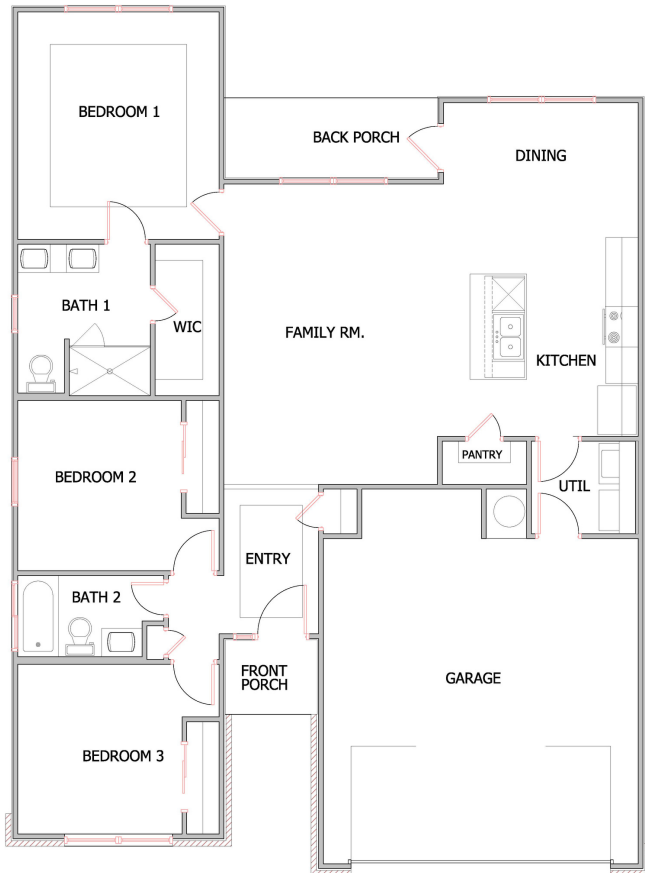 BEDROOM 1
BACK PORCH
DINING
BATH 1
WIC
FAMILY RM.
KITCHEN
PANTRY
BEDROOM 2
UTIL
ENTRY
BATH 2
FRONT
PORCH
GARAGE
BEDROOM 3